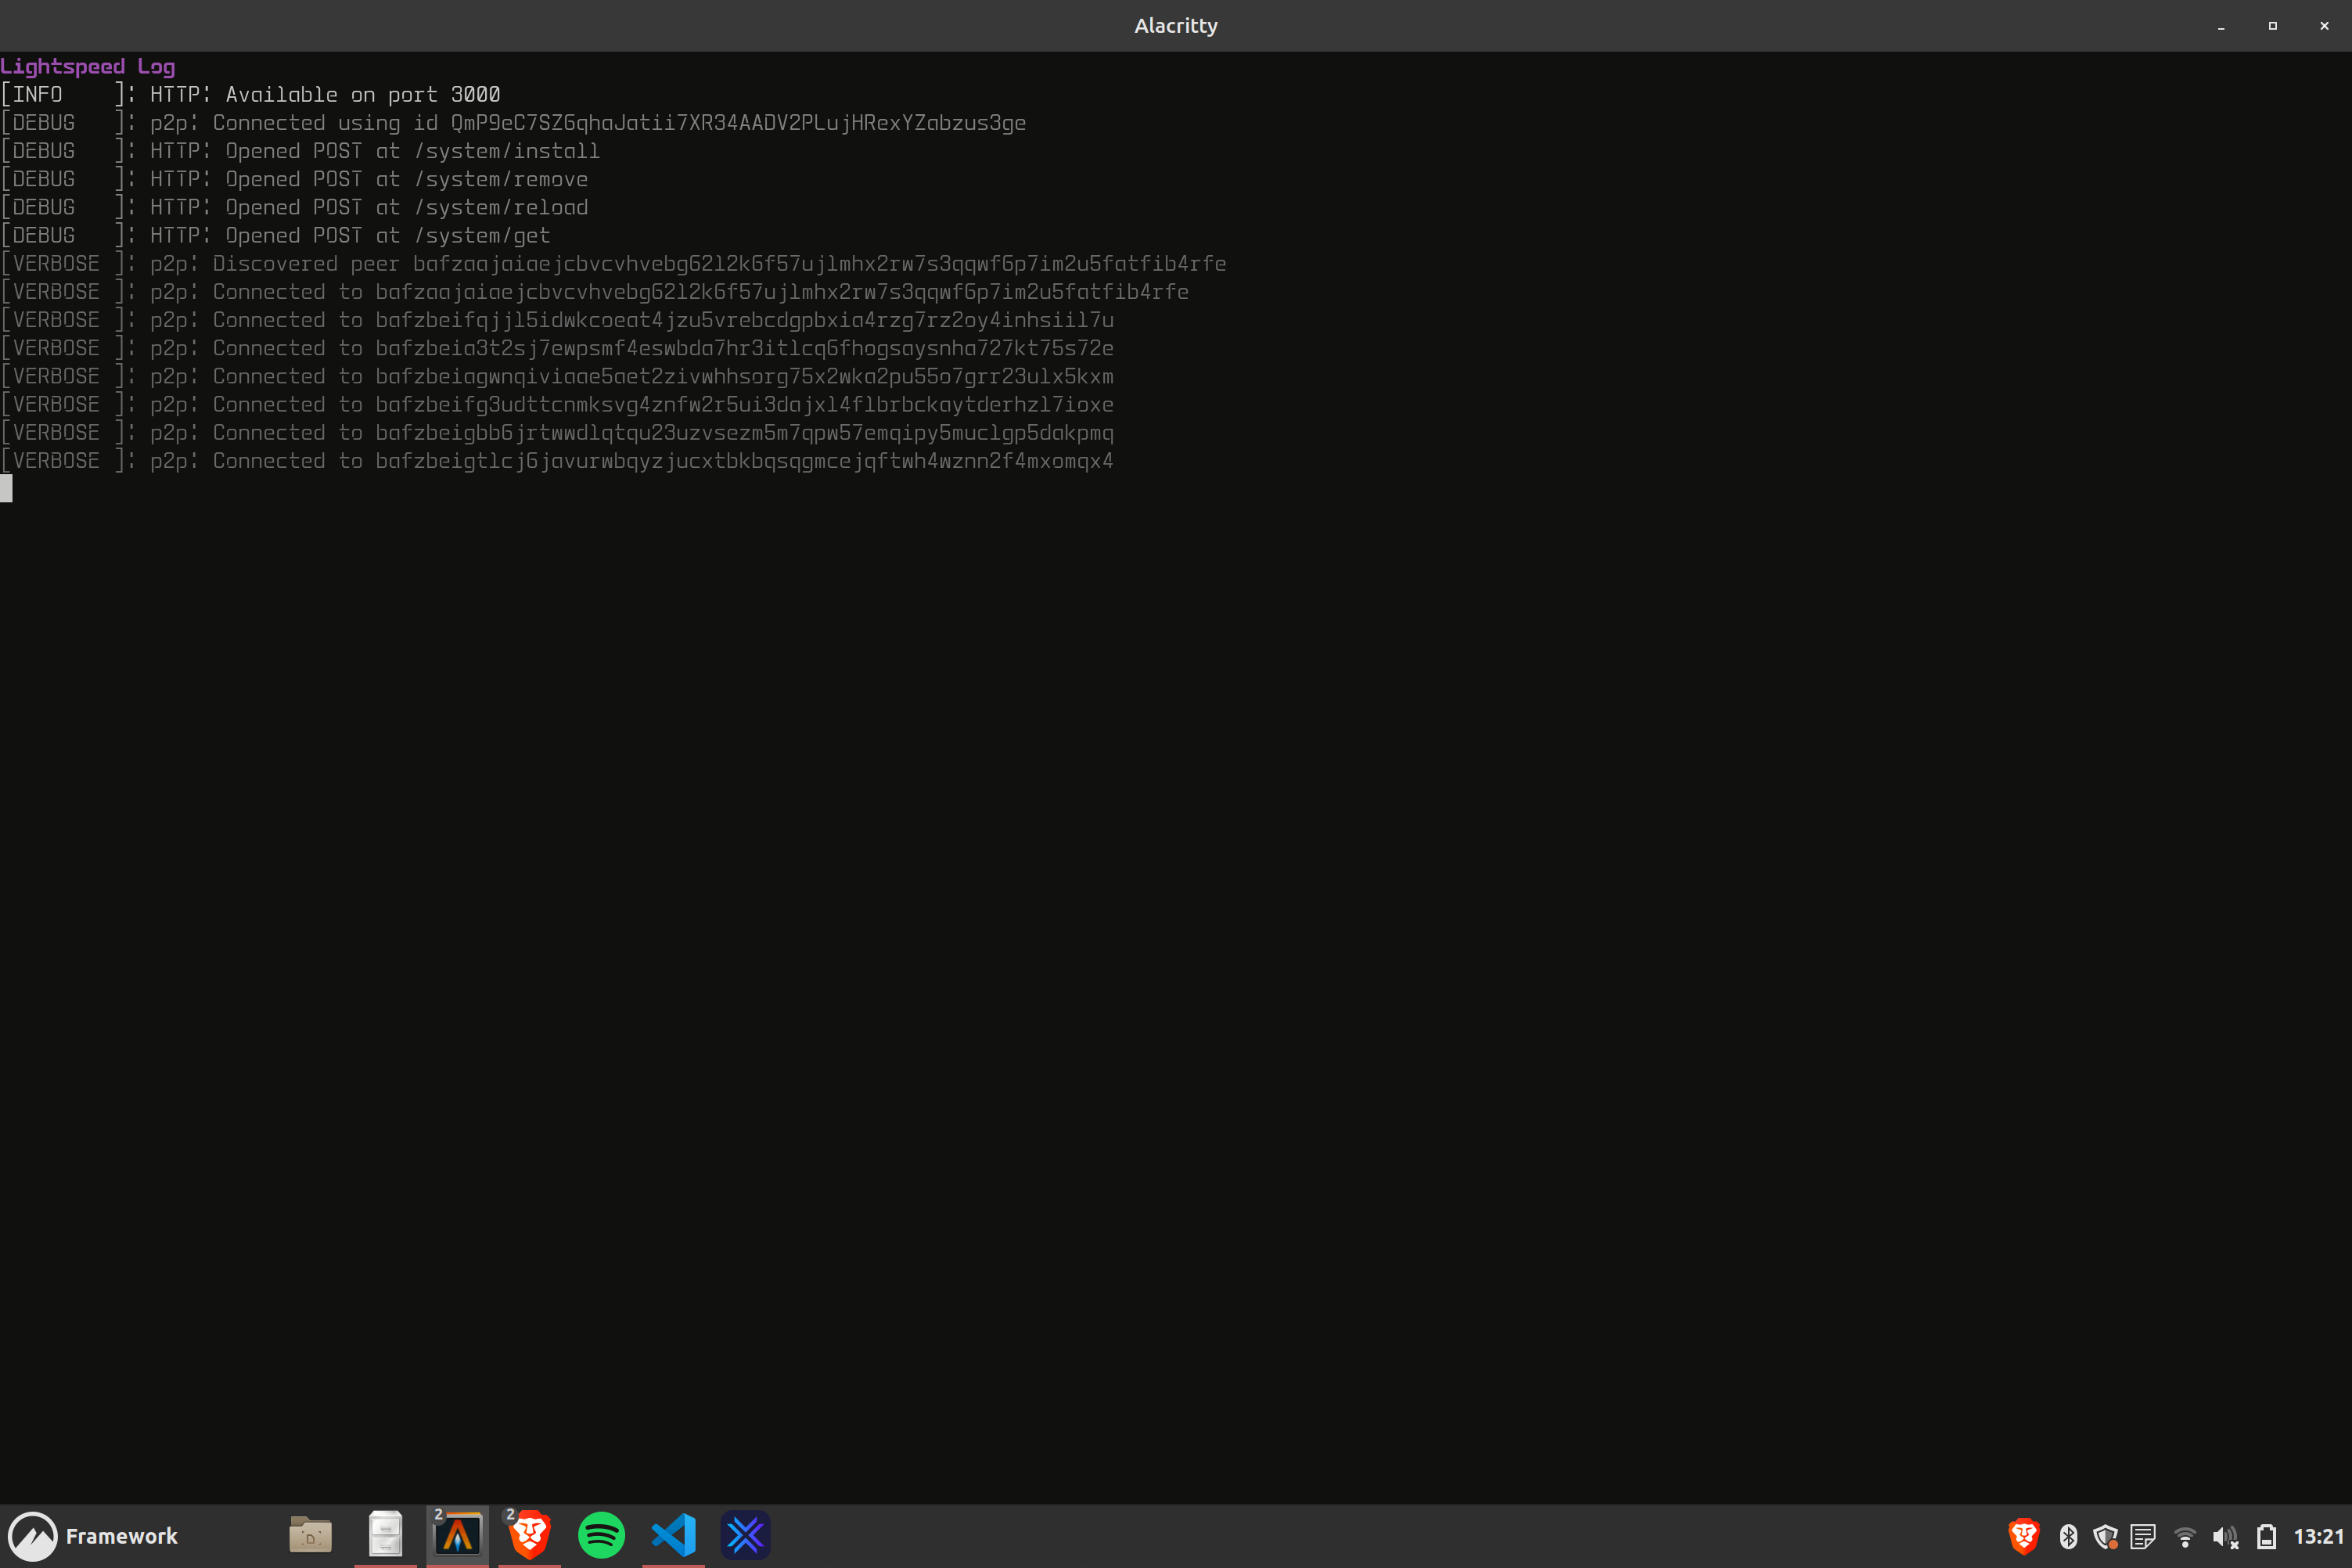 Alacritty
Lightspeed Log
[INFO    ]: HTTP: Available on port 3000
[DEBUG   ]: p2p: Connected using id QmP9eC7SZ6qhaJatii7XR34AADV2PLujHRexYZabzus3ge
[DEBUG   ]: HTTP: Opened POST at /system/install
[DEBUG   ]: HTTP: Opened POST at /system/remove
[DEBUG   ]: HTTP: Opened POST at /system/reload
[DEBUG   ]: HTTP: Opened POST at /system/get
[VERBOSE ]: p2p: Discovered peer bafzaajaiaejcbvcvhvebg62l2k6f57ujlmhx2rw7s3qqwf6p7im2u5fatfib4rfe
[VERBOSE ]: p2p: Connected to bafzaajaiaejcbvcvhvebg62l2k6f57ujlmhx2rw7s3qqwf6p7im2u5fatfib4rfe
[VERBOSE ]: p2p: Connected to bafzbeifqjjl5idwkcoeat4jzu5vrebcdgpbxia4rzg7rz2oy4inhsiil7u
[VERBOSE ]: p2p: Connected to bafzbeia3t2sj7ewpsmf4eswbda7hr3itlcq6fhogsaysnha727kt75s72e
[VERBOSE ]: p2p: Connected to bafzbeiagwnqiviaae5aet2zivwhhsorg75x2wka2pu55o7grr23ulx5kxm
[VERBOSE ]: p2p: Connected to bafzbeifg3udttcnmksvg4znfw2r5ui3dajxl4flbrbckaytderhzl7ioxe
[VERBOSE ]: p2p: Connected to bafzbeigbb6jrtwwdlqtqu23uzvsezm5m7qpw57emqipy5muclgp5dakpmq
[VERBOSE ]: p2p: Connected to bafzbeigtlcj6javurwbqyzjucxtbkbqsqgmcejqftwh4wznn2f4mxomqx4
Framework
D
2
2
13:21